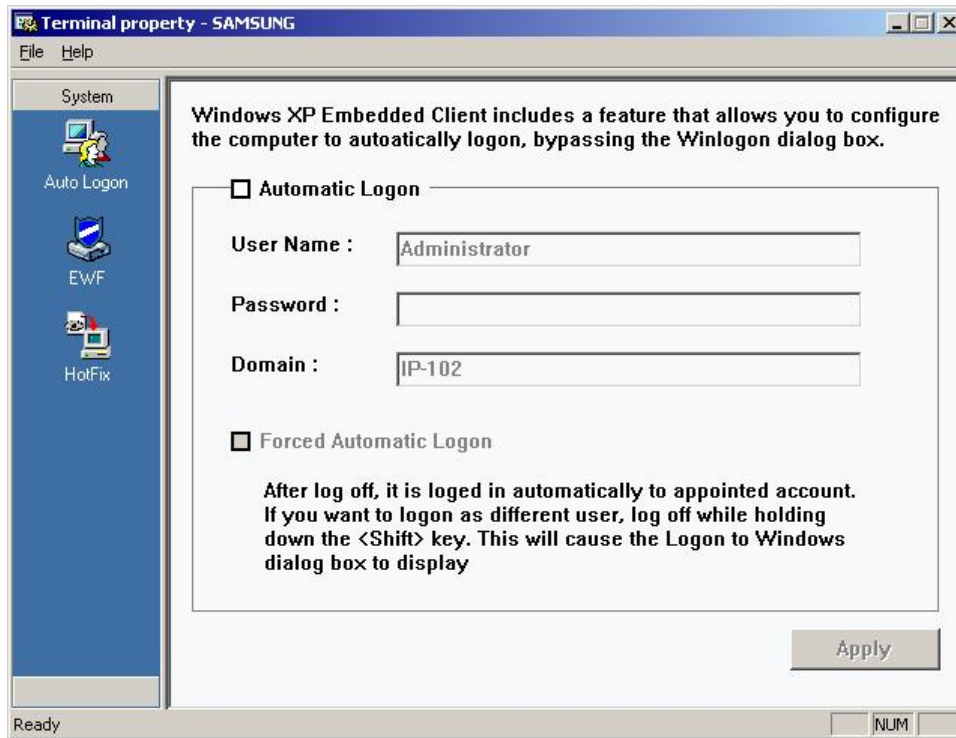 Terminal property - SAMSUNG
File Help
System
Auto Logon
EWF
HotFix
Windows XP Embedded Client includes a feature that allows you to configure
the computer to autoatically logon, bypassing the Winlogon dialog box.
Automatic Logon
User Name : Administrator
Password :
Domain : IP-102
Forced Automatic Logon
After log off, it is loged in automatically to appointed account.
If you want to logon as different user, log off while holding
down the <Shift> key. This will cause the Logon to Windows
dialog box to display
Apply
Ready NUM